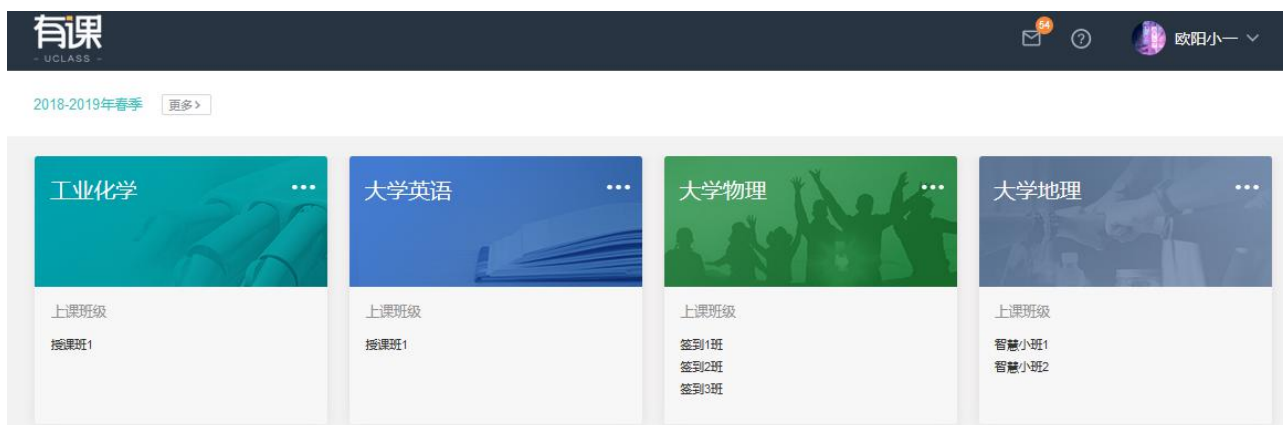 有课
- UCLASS -
54
欧阳小一
2018-2019年春季
更多>
工业化学
大学英语
大学物理
大学地理
上课班级
授课班1
上课班级
授课班1
上课班级
签到1班
签到2班
签到3班
上课班级
智慧小班1
智慧小班2